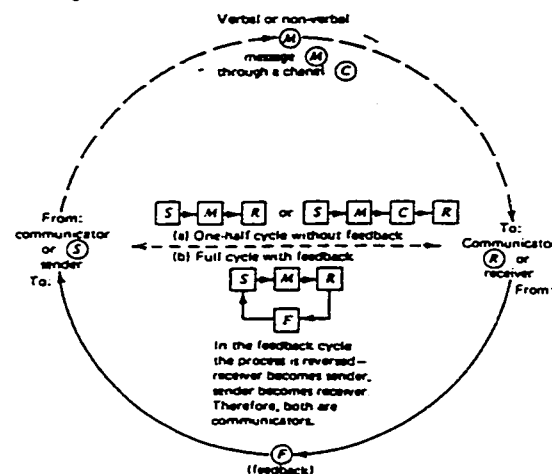 Verbal or non-verbal
M
message M
through a chanel C
S M R or S M C R
(a) One-half cycle without feedback
(b) Full cycle with feedback
S M R
F
In the feedback cycle
the process is reversed—
receiver becomes sender,
sender becomes receiver.
Therefore, both are
communicators.
From:
communicator
or S
sender
To:
To:
Communicator
R or
receiver
From:
F
(feedback)